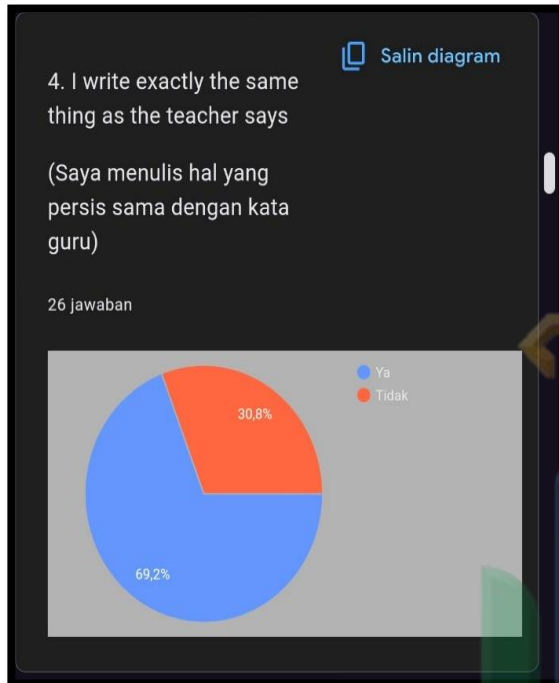 Salin diagram
4. I write exactly the same
thing as the teacher says
(Saya menulis hal yang
persis sama dengan kata
guru)
26 jawaban
Ya
Tidak
30,8%
69,2%